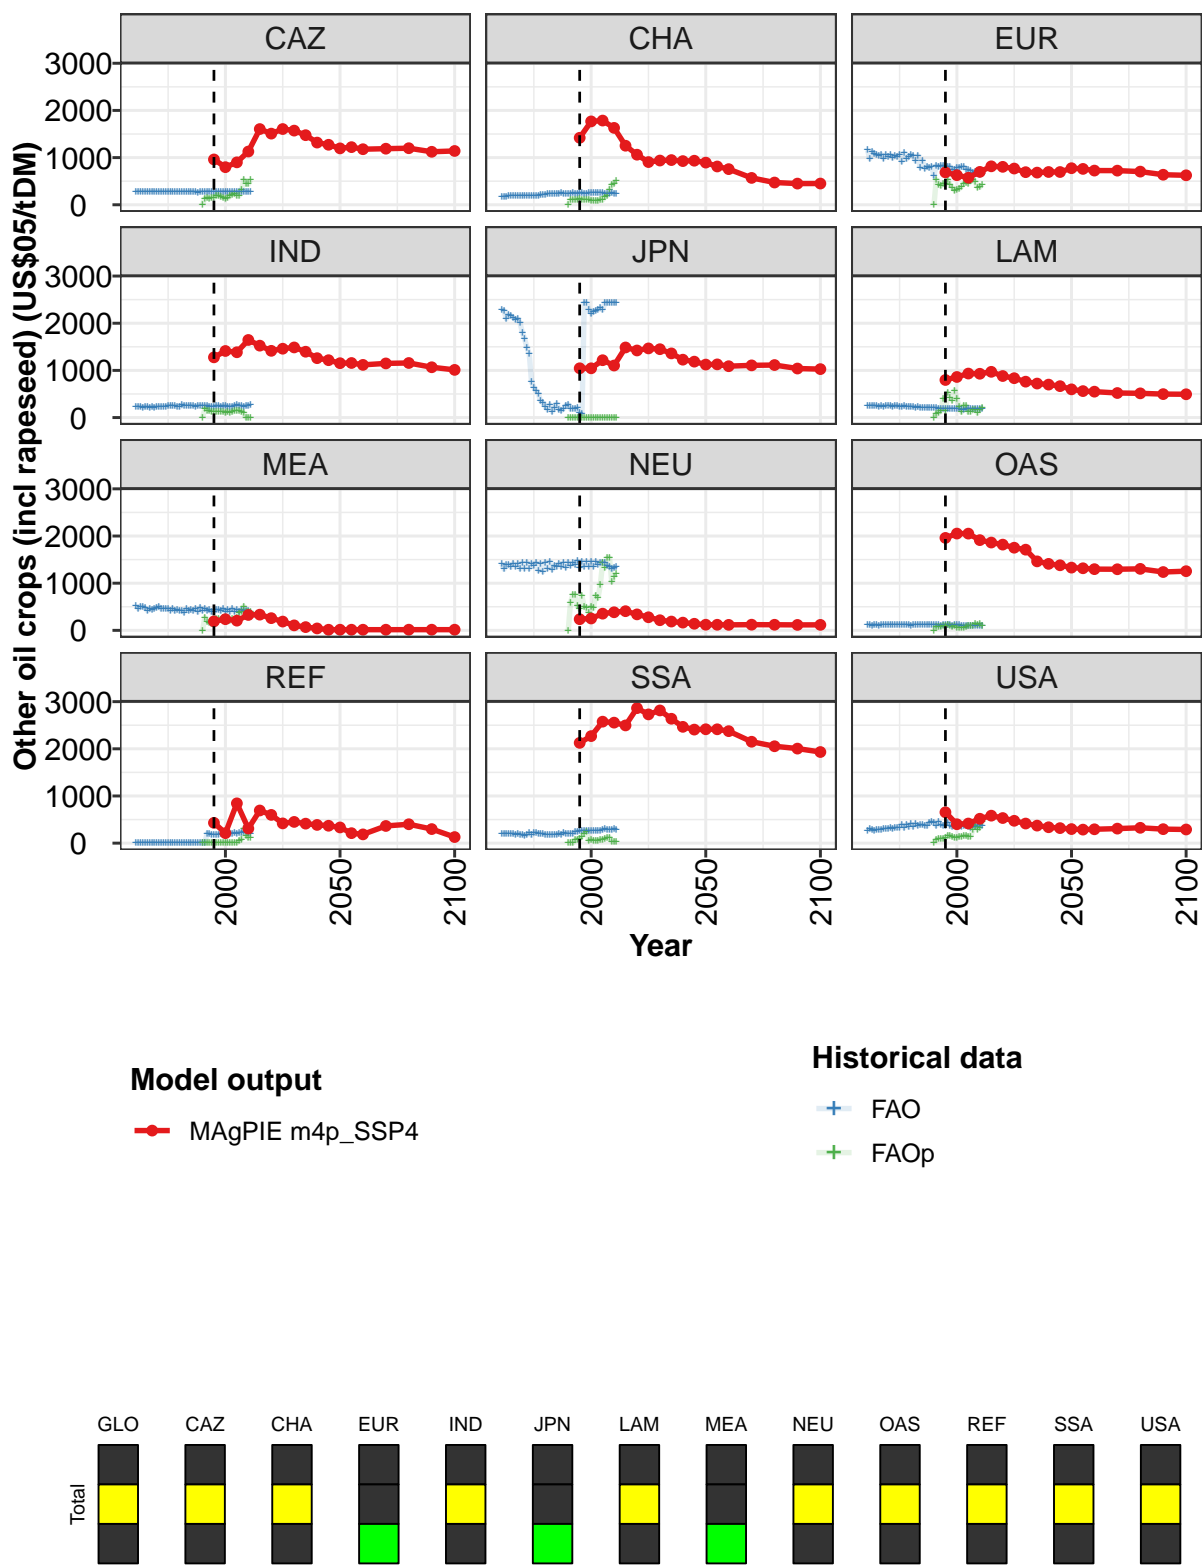 CAZ CHA EUR
3000
2000
1000
0
IND JPN LAM
3000
2000
1000
0
MEA NEU OAS
3000
2000
1000
0
REF SSA USA
3000
2000
1000
0
Other oil crops (incl rapeseed) (US$05/tDM)
2000 2050 2100 2000 2050 2100 2000 2050 2100
Year
Model output
MAgPIE m4p_SSP4
Historical data
FAO
FAOp
GLO CAZ CHA EUR IND JPN LAM MEA NEU OAS REF SSA USA
Total